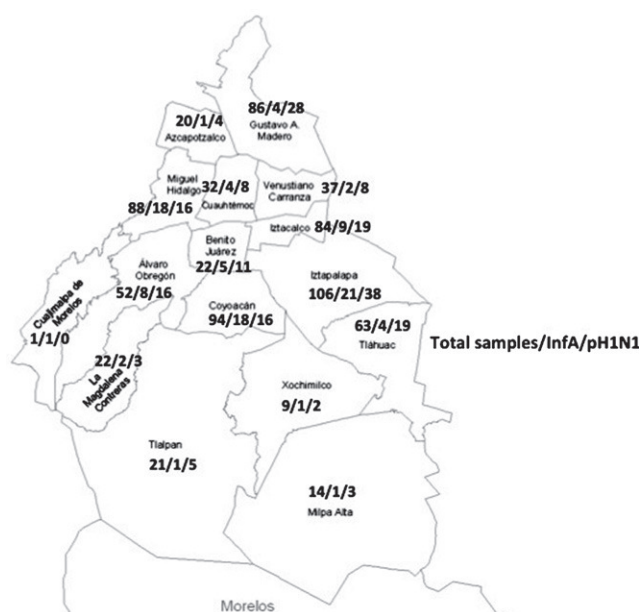 86/4/28
Gustavo A.
Madero
20/1/4
Azcapotzalco
Miguel
Hidalgo
88/18/16
32/4/8
Cuauhtémoc
Venustiano
Carranza
37/2/8
Iztacalco
84/9/19
Benito
Juárez
22/5/11
Álvaro
Obregón
52/8/16
Cuajimalpa de
Morelos
1/1/0
Coyoacán
94/18/16
Iztapalapa
106/21/38
63/4/19
Tláhuac
Total samples/InfA/pH1N1
22/2/3
La
Magdalena
Contreras
Xochimilco
9/1/2
Tlalpan
21/1/5
14/1/3
Milpa Alta
Morelos